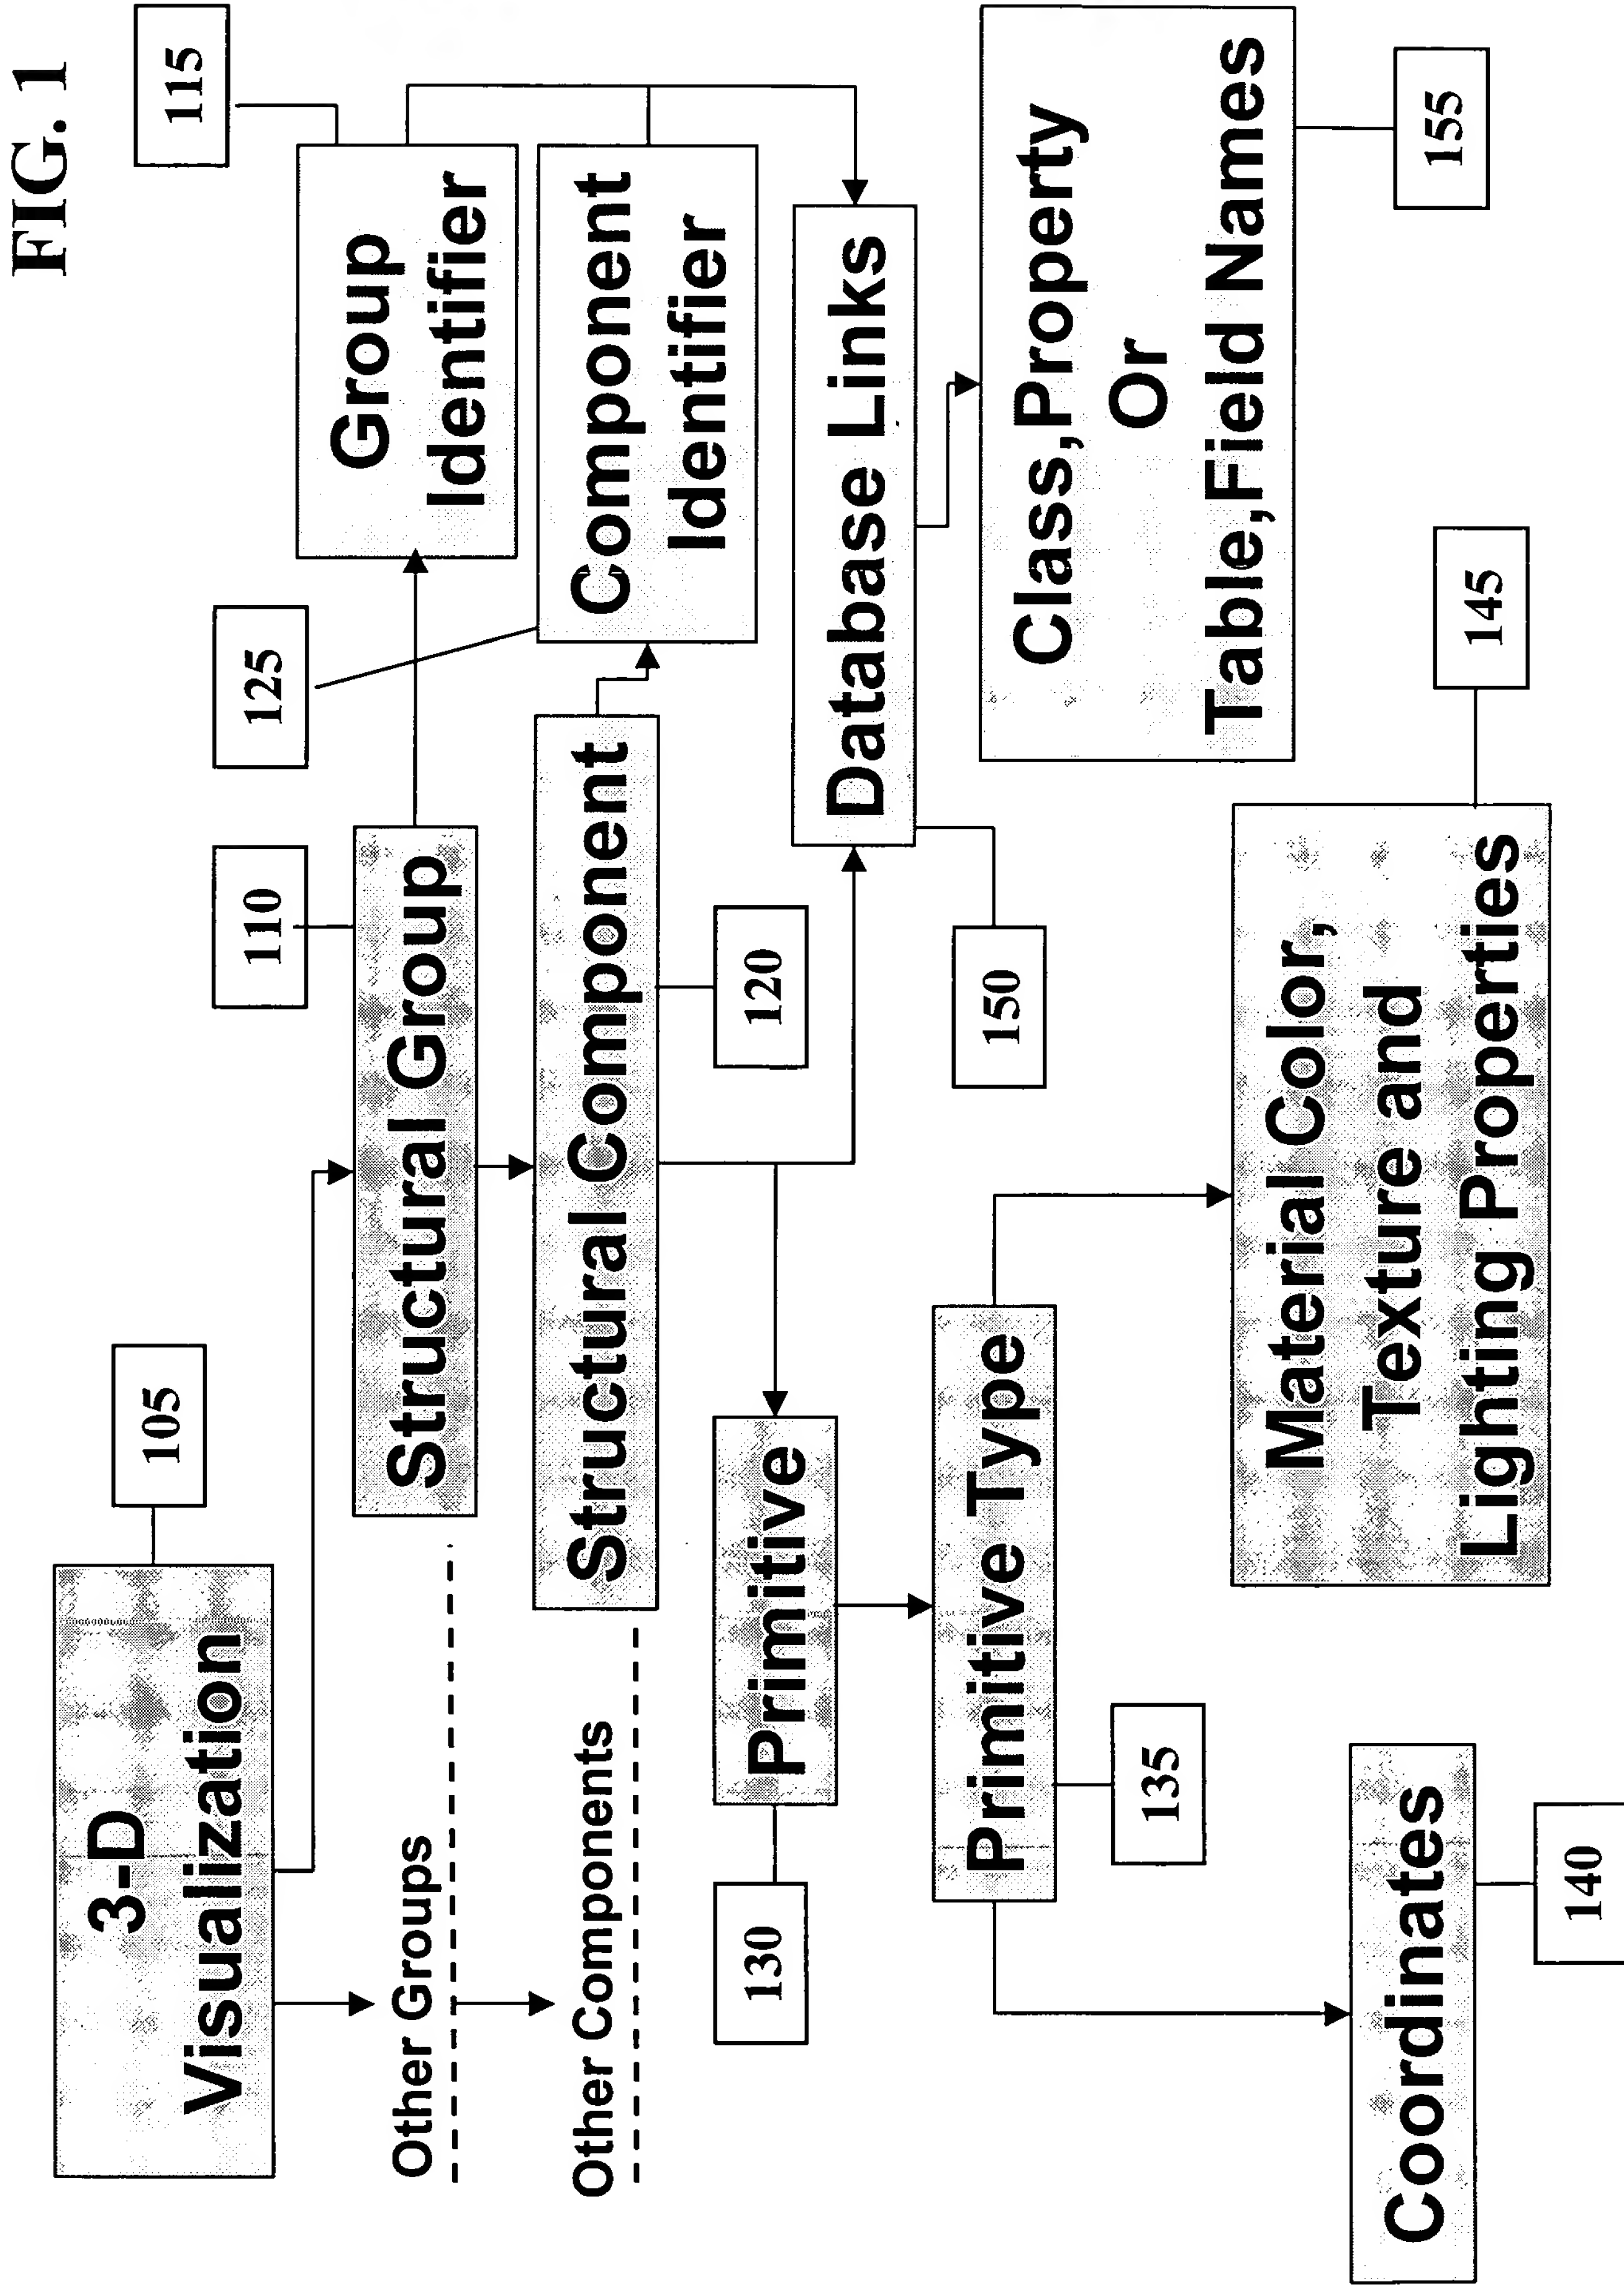 FIG. 1
3-D
Visualization
105
115
110
125
Group
Identifier
Other Groups
Structural Group
Component
Identifier
Other Components
Structural Component
130
Primitive
120
Database Links
Primitive Type
150
Class,Property
Or
Table,Field Names
135
Material Color,
Texture and
Lighting Properties
Coordinates
145
155
140